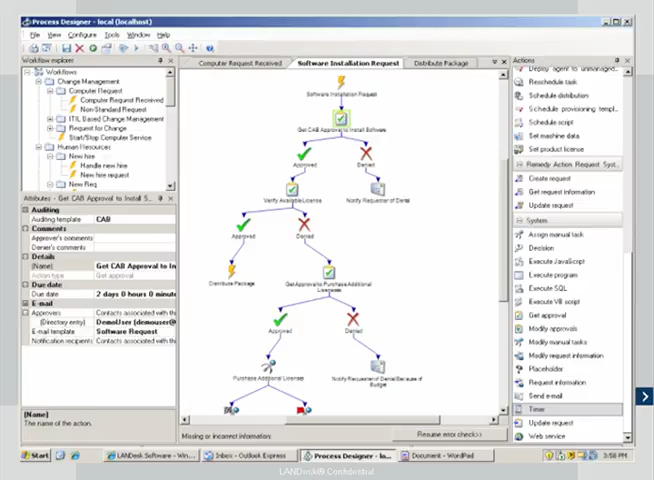 Process Designer - local (localhost)
File View Configure Tools Window Help
Workflow explorer
Workflows
Change Management
Computer Request
Computer Request Received
Non-Standard Request
ITIL Based Change Management
Request for Change
Start/Stop Computer Service
Human Resources
New hire
Handle new hire
New hire request
New Req
Attributes - Get CAB Approval to Install S...
Auditing
Auditing template CAB
Comments
Approver's comments
Denier's comments
Details
(Name) Get CAB Approval to In
Action type Get approval
Due date
Due date 2 days 0 hours 0 minute
E-mail
Approvers Contacts associated with
(Directory entry) DemoUser (demouser@
E-mail template Software Request
Notification recipients Contacts associated with th
(Name)
The name of the action.
Computer Request Received
Software Installation Request
Distribute Package
Software Installation Request
Get CAB Approval to Install Software
Approved
Denied
Verify Available License
Notify Requester of Denial
Approved
Denied
Distribute Package
Get Approval to Purchase Additional
Licenses
Approved
Denied
Purchase Additional Licenses
Notify Requester of Denial Because of
Budget
Missing or incorrect information:
Resume error check>>
Actions
Deploy agent to unmanaged...
Reschedule task
Schedule distribution
Schedule provisioning templ...
Schedule script
Set machine data
Set product license
Remedy Action Request Syst...
Create request
Get request information
Update request
System
Assign manual task
Decision
Execute JavaScript
Execute program
Execute SQL
Execute VB script
Get approval
Modify approvals
Modify manual tasks
Modify request information
Placeholder
Request information
Send e-mail
Timer
Update request
Web service
Start
LANDesk Software - Win...
Inbox - Outlook Express
Process Designer - lo...
Document - WordPad
3:58 PM
LANDesk® Confidential